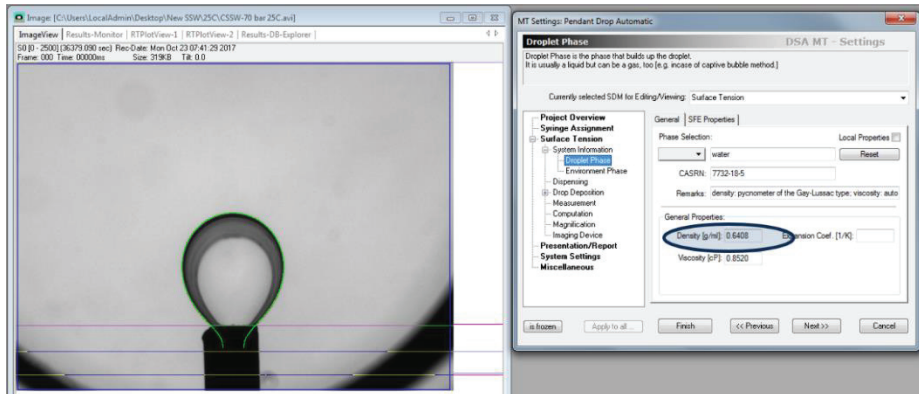 Image: [C:\Users\LocalAdmin\Desktop\New SSW\25C\CSSW-70 bar 25C.avi]
ImageView | Results-Monitor | RTPlotView-1 | RTPlotView-2 | Results-DB-Explorer |
S0 [0 - 2500] (36379.090 sec) Rec-Date: Mon Oct 23 07:41:29 2017
Frame: 000 Time: 00000ms Size: 319KB Tilt: 0.0
MT Settings: Pendant Drop Automatic
Droplet Phase DSA MT - Settings
Droplet Phase is the phase that builds up the droplet.
It is usually a liquid but can be a gas, too [e.g. incase of captive bubble method.]
Currently selected SDM for Editing/Viewing: Surface Tension
Project Overview
Syringe Assignment
Surface Tension
System Information
Droplet Phase
Environment Phase
Dispensing
Drop Deposition
Measurement
Computation
Magnification
Imaging Device
Presentation/Report
System Settings
Miscellaneous
General | SFE Properties |
Phase Selection: Local Properties
water Reset
CASRN: 7732-18-5
Remarks: density: pycnometer of the Gay-Lussac type, viscosity: auto
General Properties:
Density [g/ml]: 0.6408 Expansion Coef. [1/K]:
Viscosity [cP]: 0.8520
is frozen Apply to all ... Finish << Previous Next >> Cancel